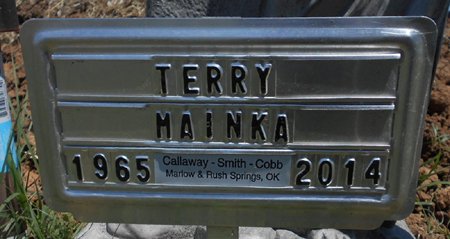 TERRY
MAINKA
1965 Callaway - Smith - Cobb 2014
Marlow & Rush Springs, OK